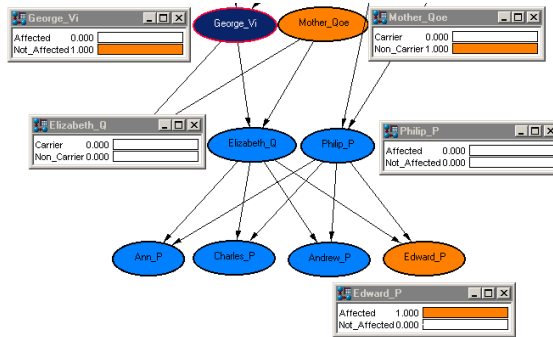 George_Vi
Affected 0.000
Not_Affected 1.000
George_Vi
Mother_Qoe
Mother_Qoe
Carrier 0.000
Non_Carrier 1.000
Elizabeth_Q
Carrier 0.000
Non_Carrier 0.000
Elizabeth_Q
Philip_P
Philip_P
Affected 0.000
Not_Affected 0.000
Ann_P
Charles_P
Andrew_P
Edward_P
Edward_P
Affected 1.000
Not_Affected 0.000